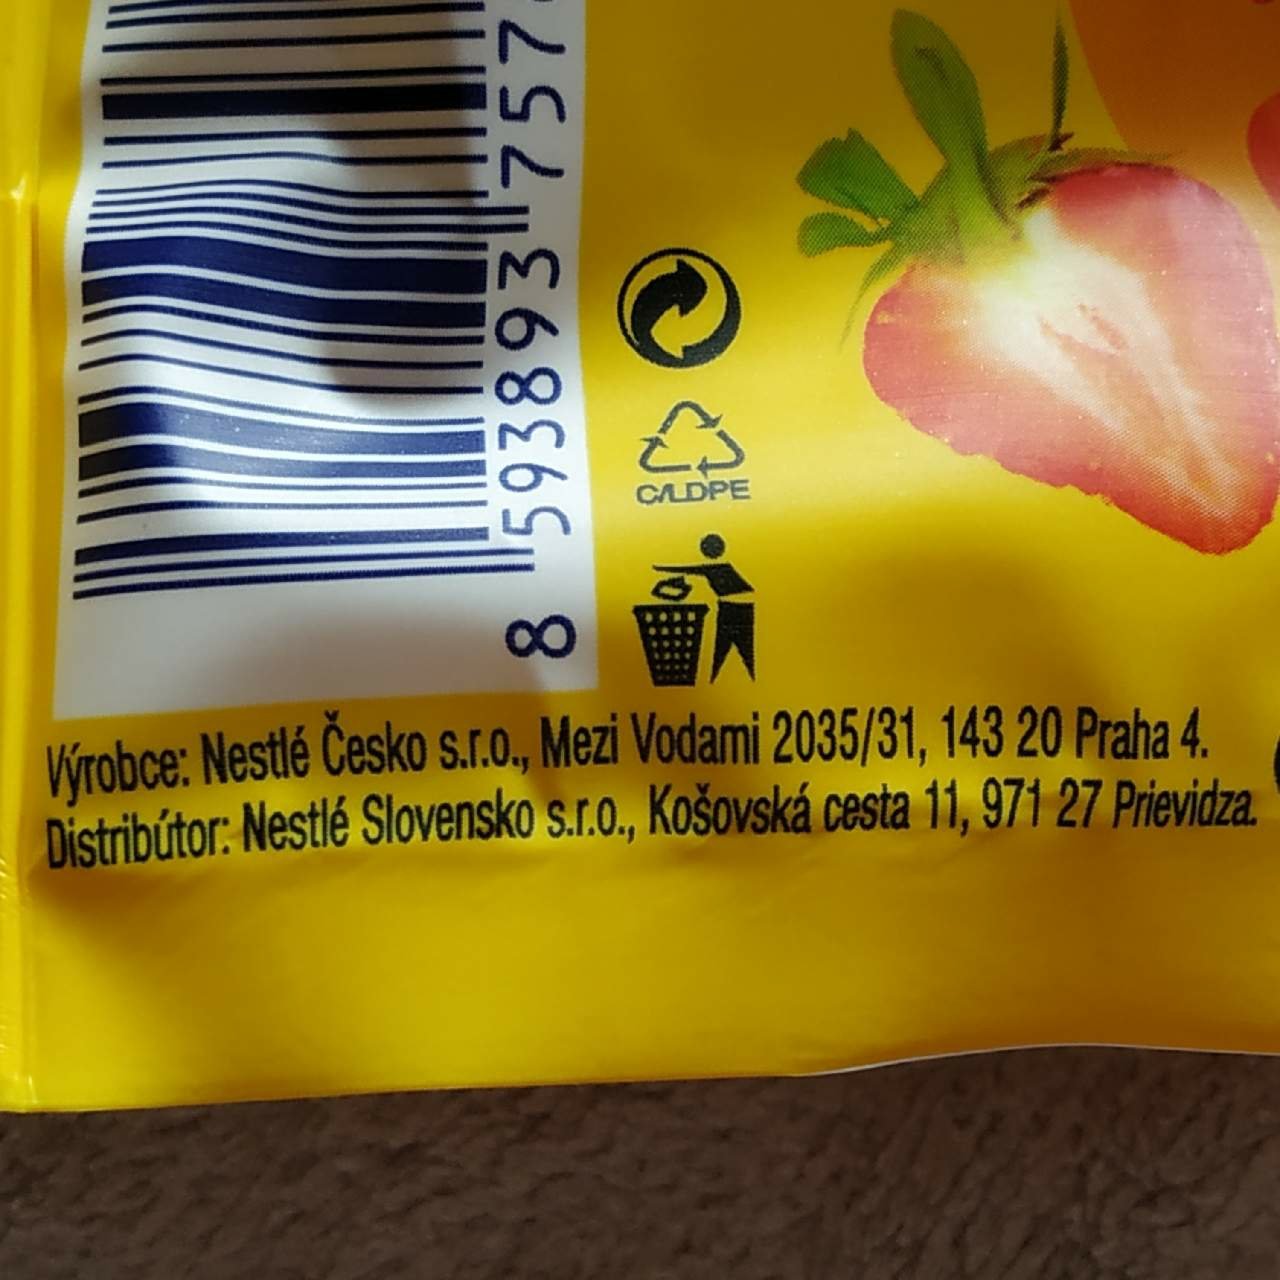 8 593893 757
C/LDPE
Výrobce: Nestlé Česko s.r.o., Mezi Vodami 2035/31, 143 20 Praha 4.
Distribútor: Nestlé Slovensko s.r.o., Košovská cesta 11, 971 27 Prievidza.